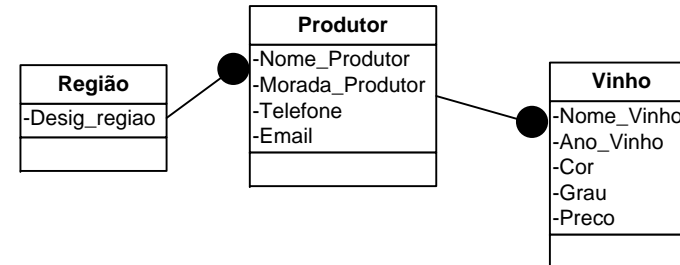 Região
-Desig_regiao
Produtor
-Nome_Produtor
-Morada_Produtor
-Telefone
-Email
Vinho
-Nome_Vinho
-Ano_Vinho
-Cor
-Grau
-Preco